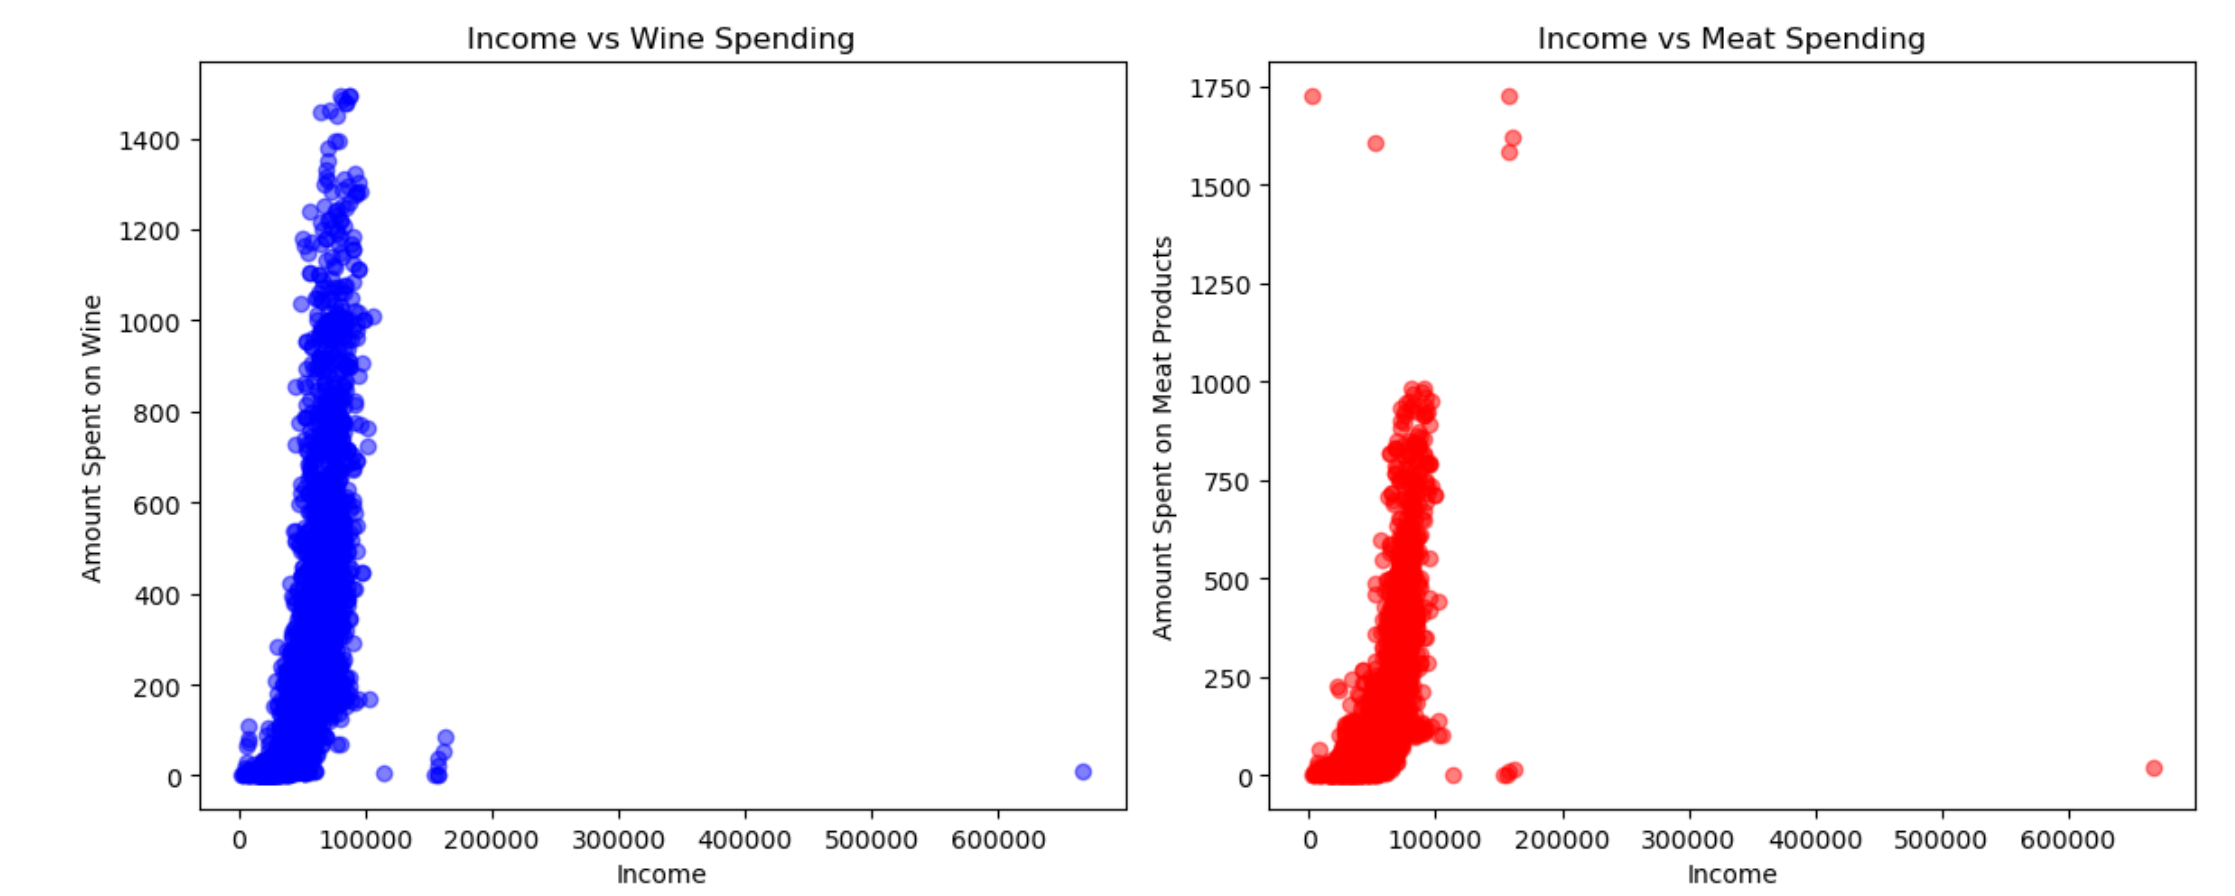 Income vs Wine Spending
Amount Spent on Wine
1400
1200
1000
800
600
400
200
0
0 100000 200000 300000 400000 500000 600000
Income
Income vs Meat Spending
Amount Spent on Meat Products
1750
1500
1250
1000
750
500
250
0
0 100000 200000 300000 400000 500000 600000
Income